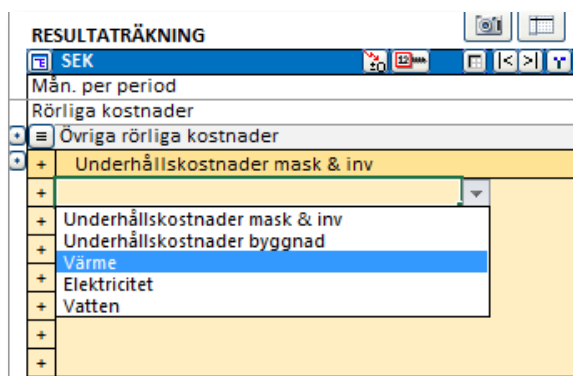 RESULTATRÄKNING
SEK
Mån. per period
Rörliga kostnader
Övriga rörliga kostnader
+ Underhållskostnader mask & inv
+
+ Underhållskostnader mask & inv
+ Underhållskostnader byggnad
+ Värme
+ Elektricitet
+ Vatten
+